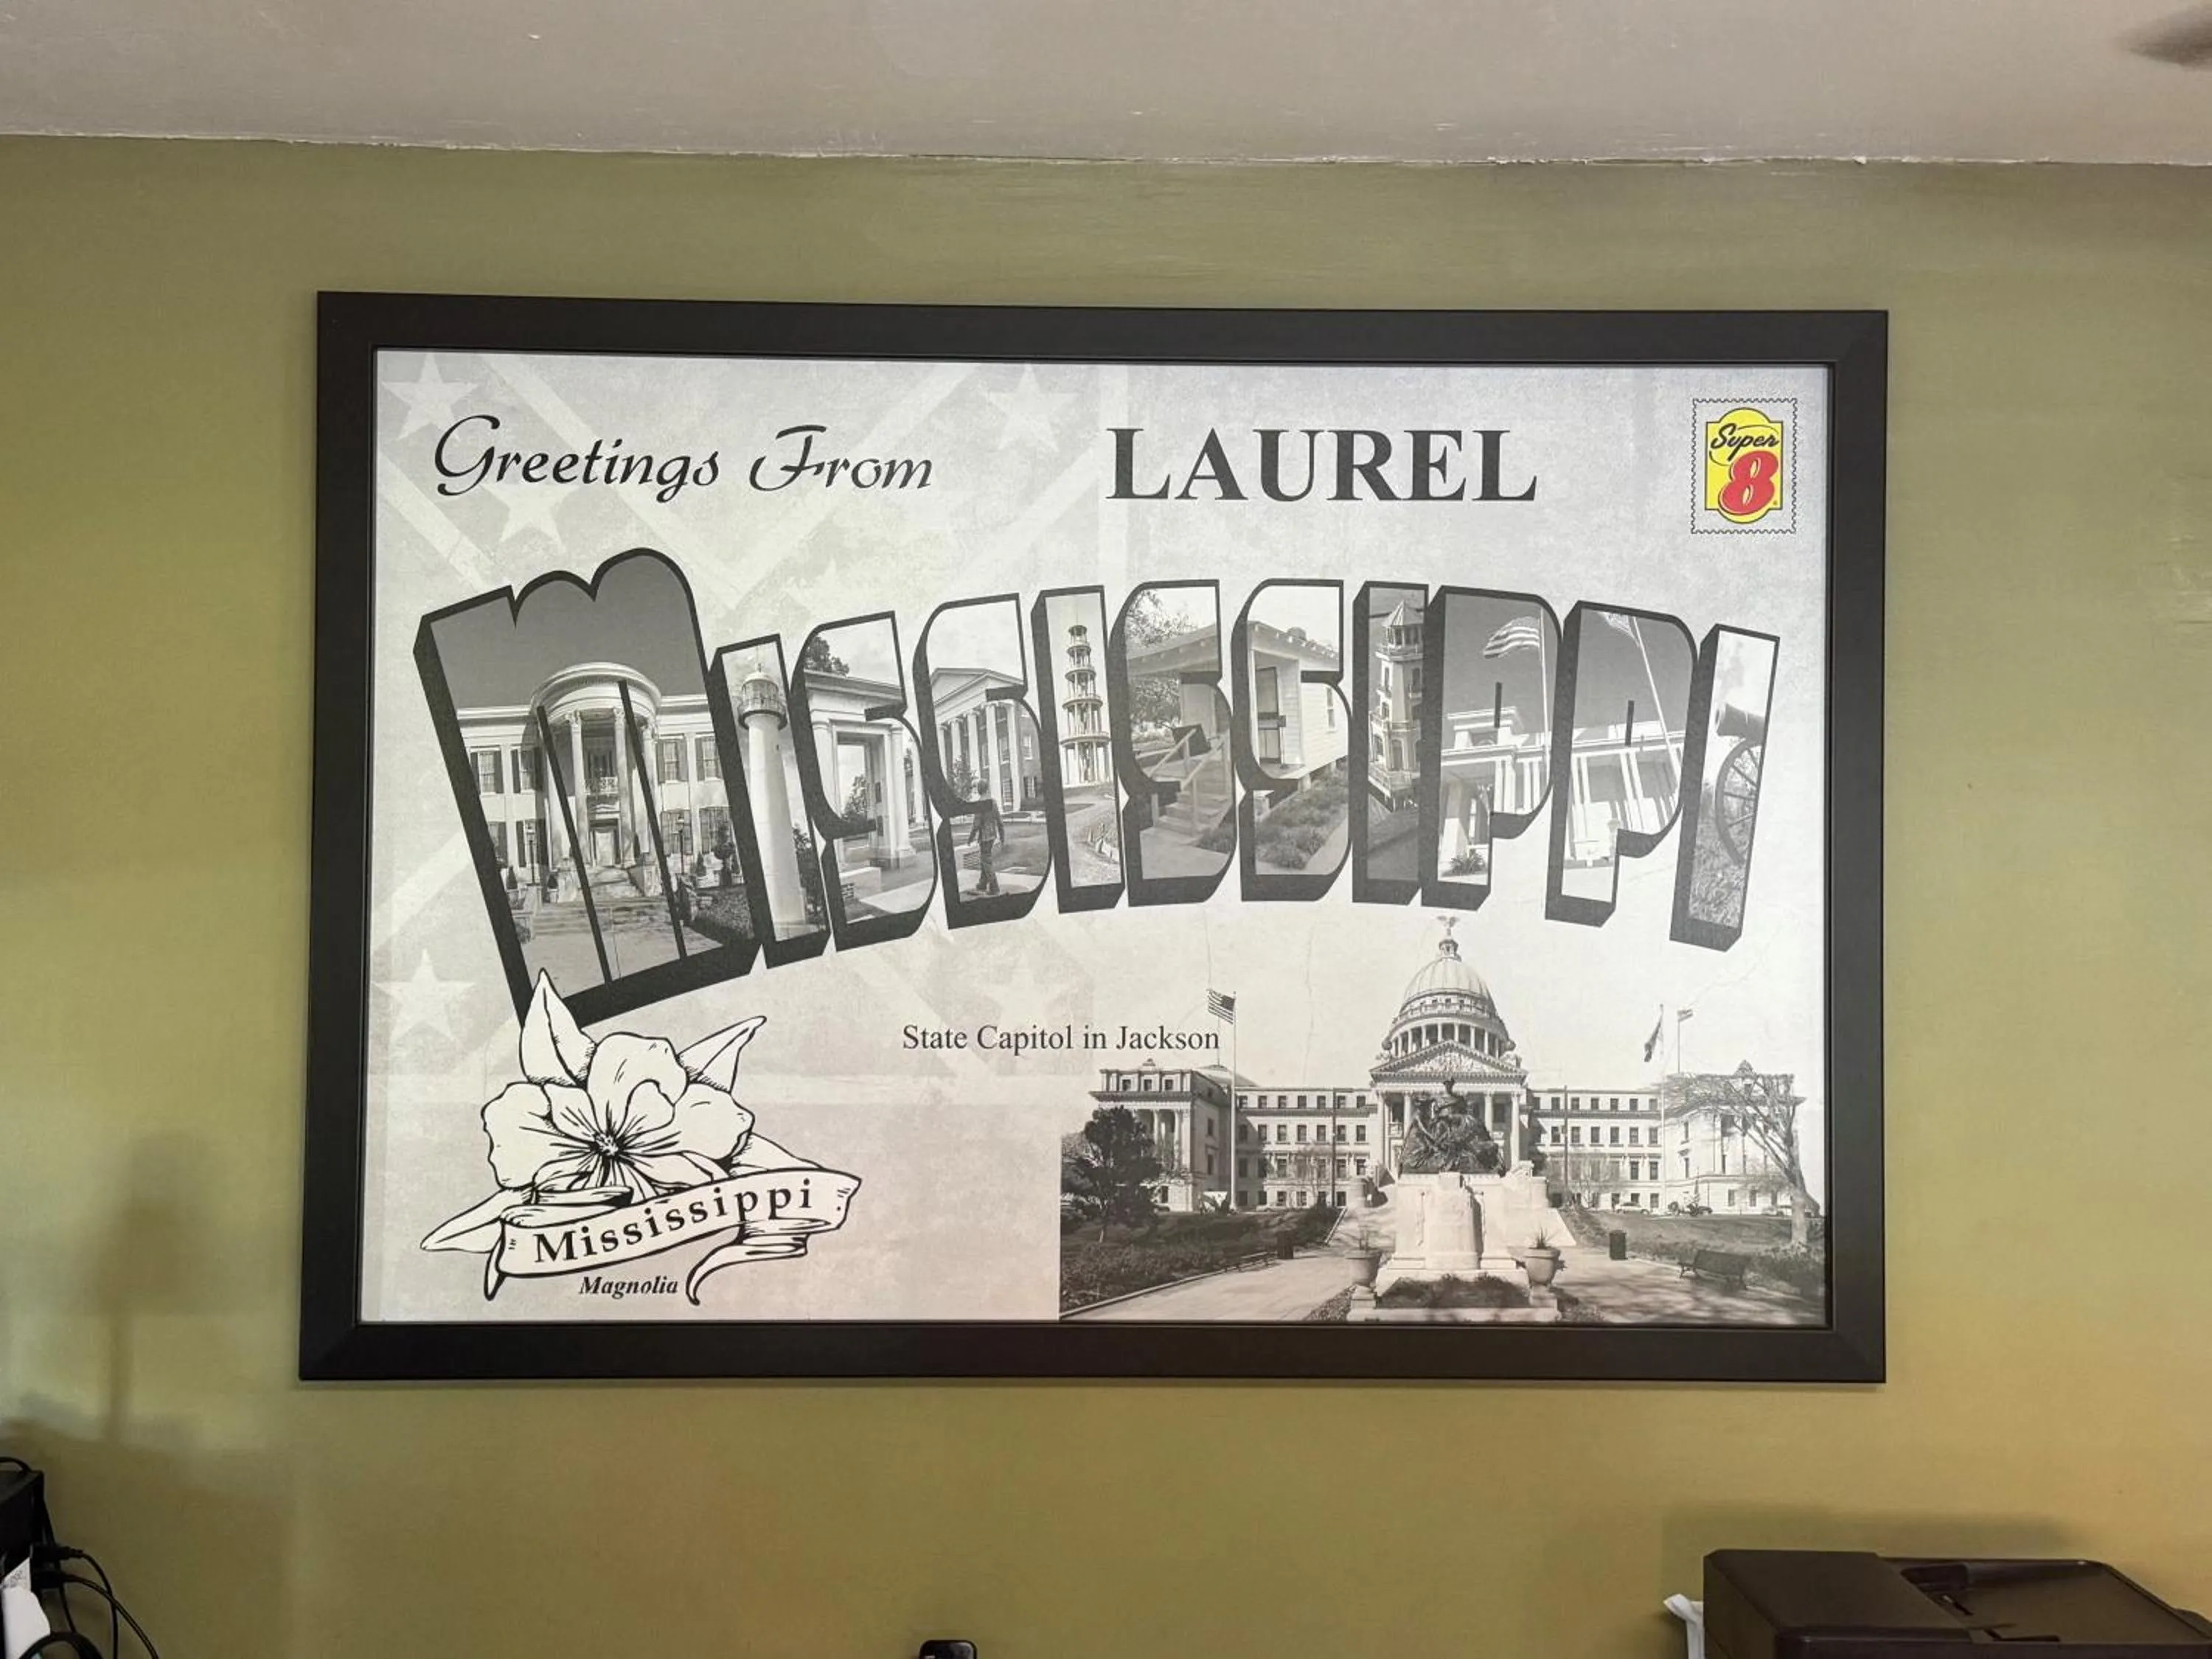 Greetings From LAUREL
Super
8
MISSISSIPPI
State Capitol in Jackson
Mississippi
Magnolia